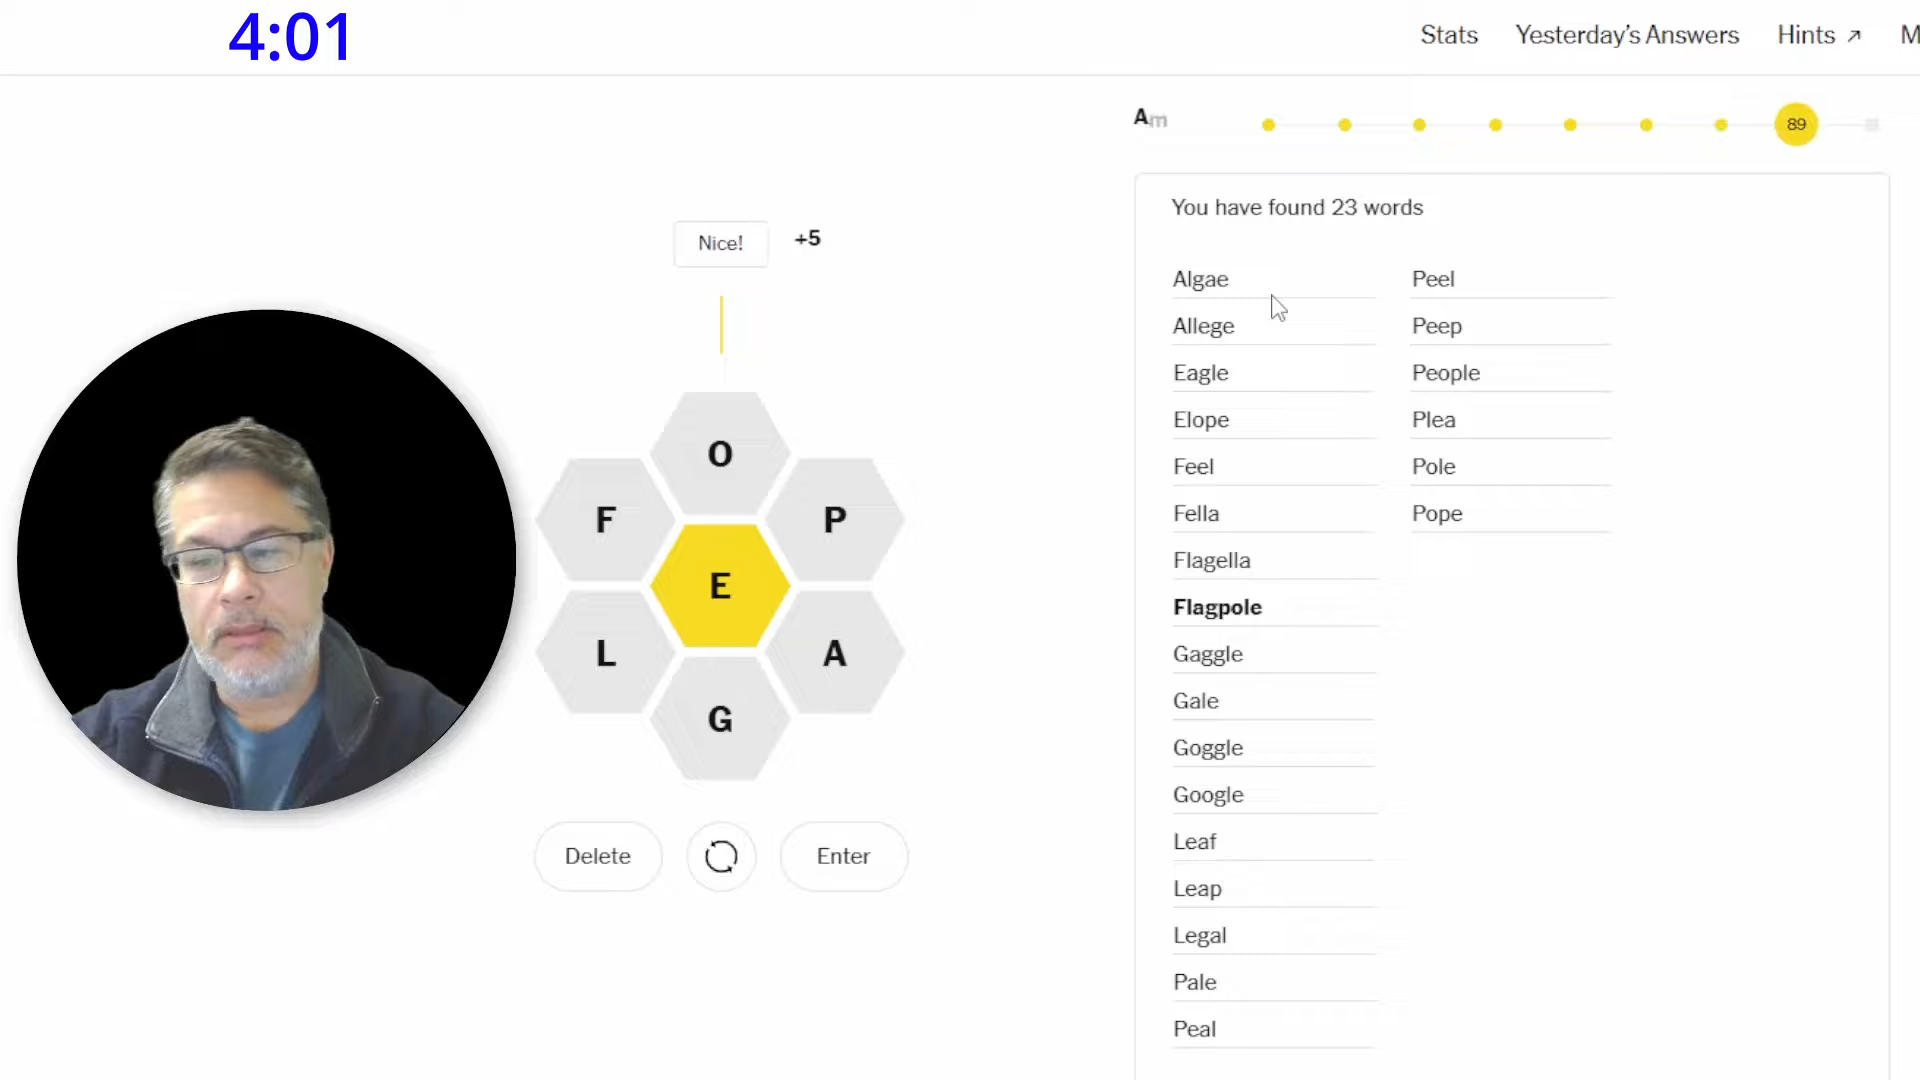 4:01
Stats
Yesterday's Answers
Hints
M
Am
89
You have found 23 words
Nice!
+5
Algae
Allege
Eagle
Elope
Feel
Fella
Flagella
Flagpole
Gaggle
Gale
Goggle
Google
Leaf
Leap
Legal
Pale
Peal
Peel
Peep
People
Plea
Pole
Pope
O
F
P
E
L
A
G
Delete
Enter